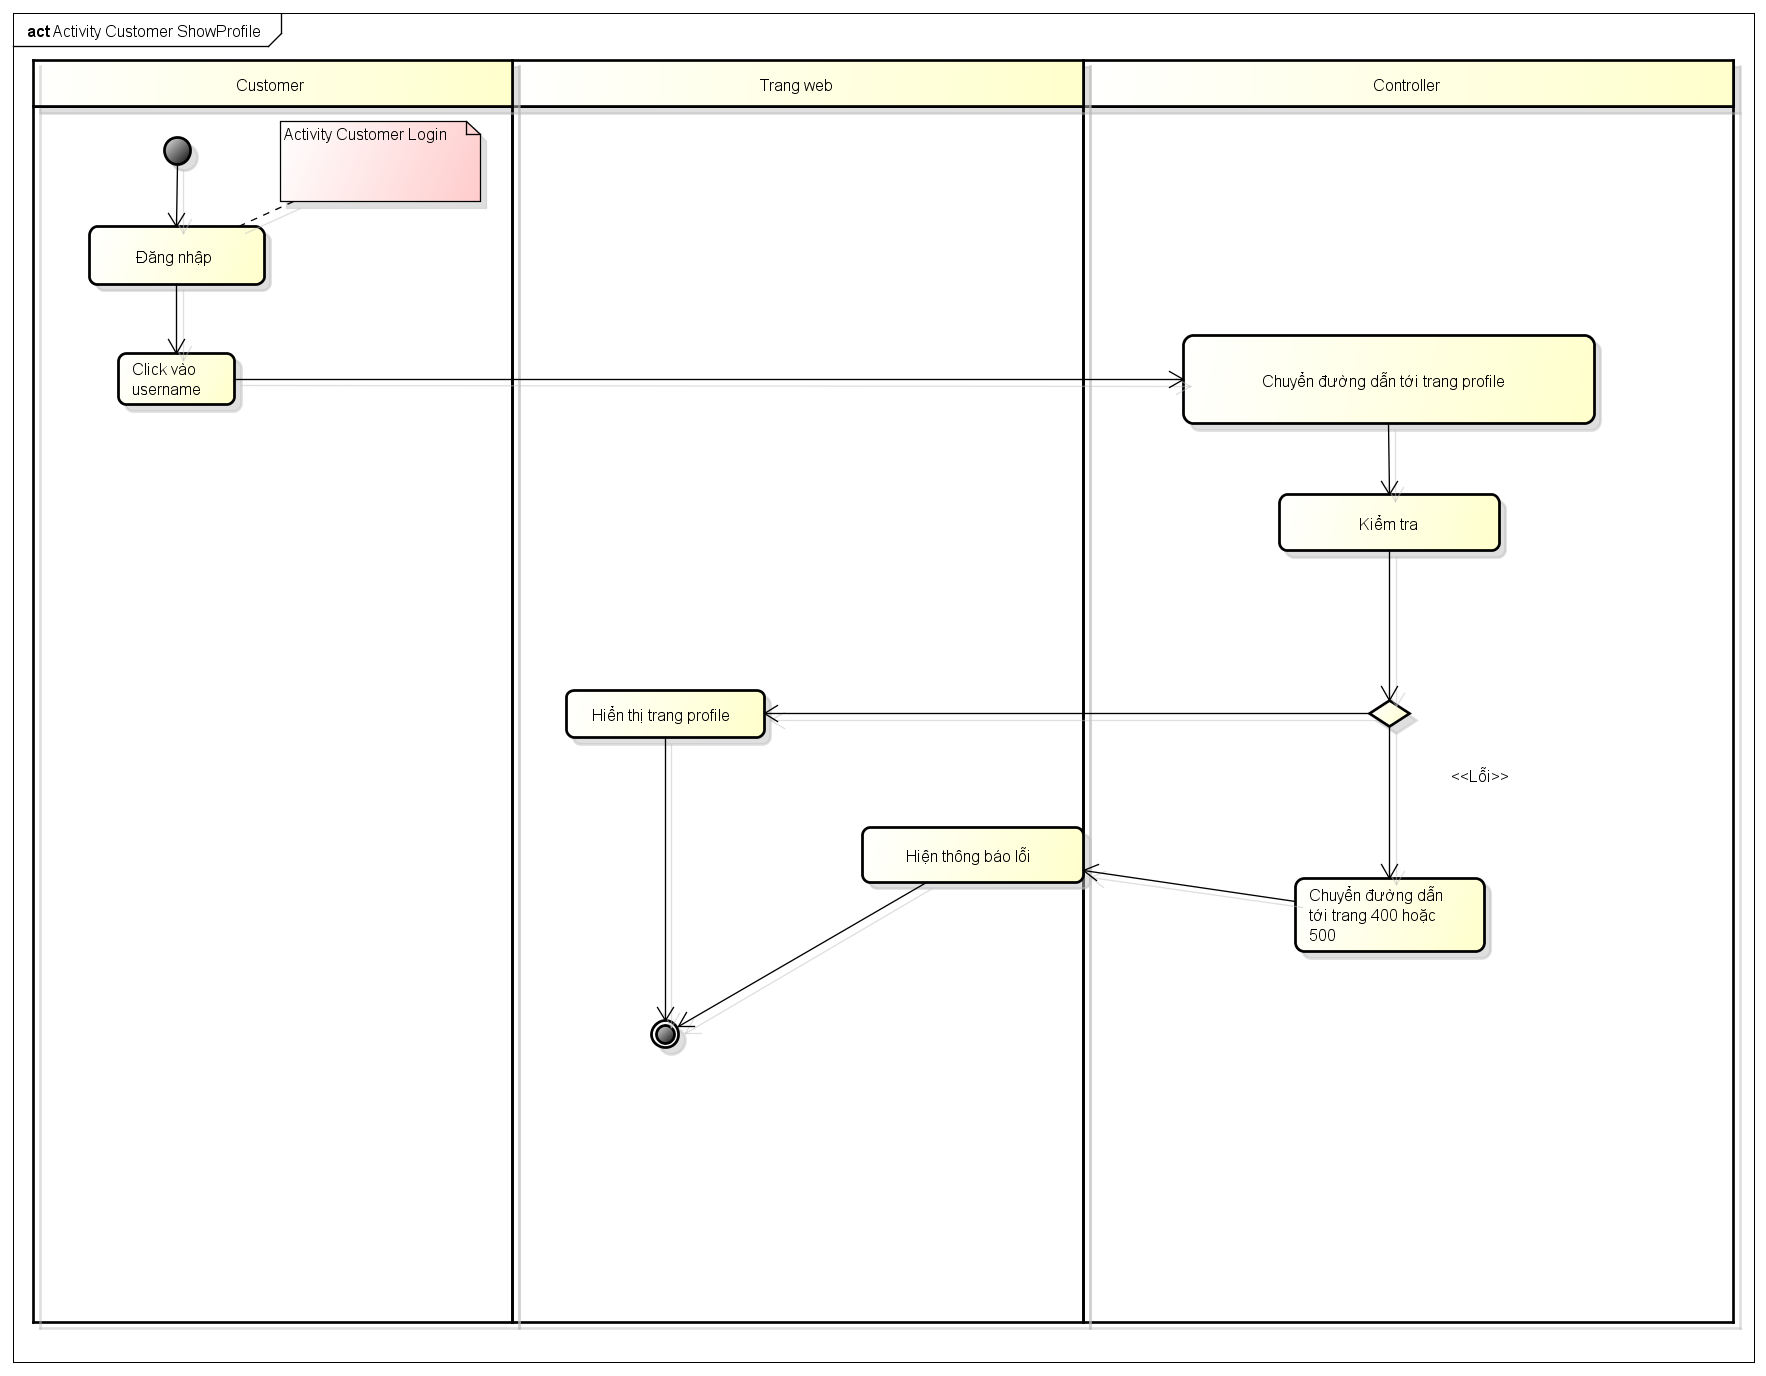 act Activity Customer ShowProfile
Customer
Trang web
Controller
Activity Customer Login
Đăng nhập
Click vào
username
Chuyển đường dẫn tới trang profile
Kiểm tra
Hiển thị trang profile
<<Lỗi>>
Hiện thông báo lỗi
Chuyển đường dẫn
tới trang 400 hoặc
500